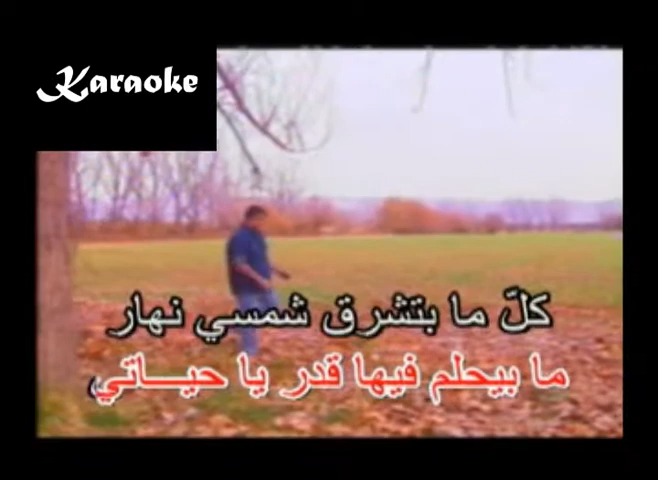 Karaoke
كلّ ما بتشرق شمسي نهار
ما بيحلم فيها قدر يا حيـــاتي